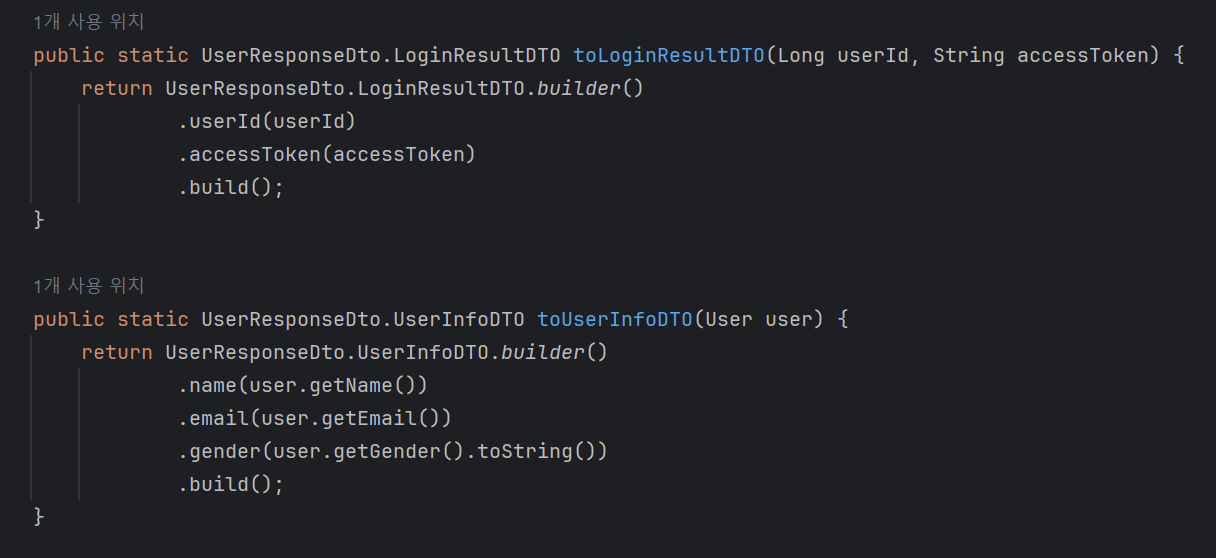 1개 사용 위치
public static UserResponseDto.LoginResultDTO toLoginResultDTO(Long userId, String accessToken) {
    return UserResponseDto.LoginResultDTO.builder()
            .userId(userId)
            .accessToken(accessToken)
            .build();
}
1개 사용 위치
public static UserResponseDto.UserInfoDTO toUserInfoDTO(User user) {
    return UserResponseDto.UserInfoDTO.builder()
            .name(user.getName())
            .email(user.getEmail())
            .gender(user.getGender().toString())
            .build();
}